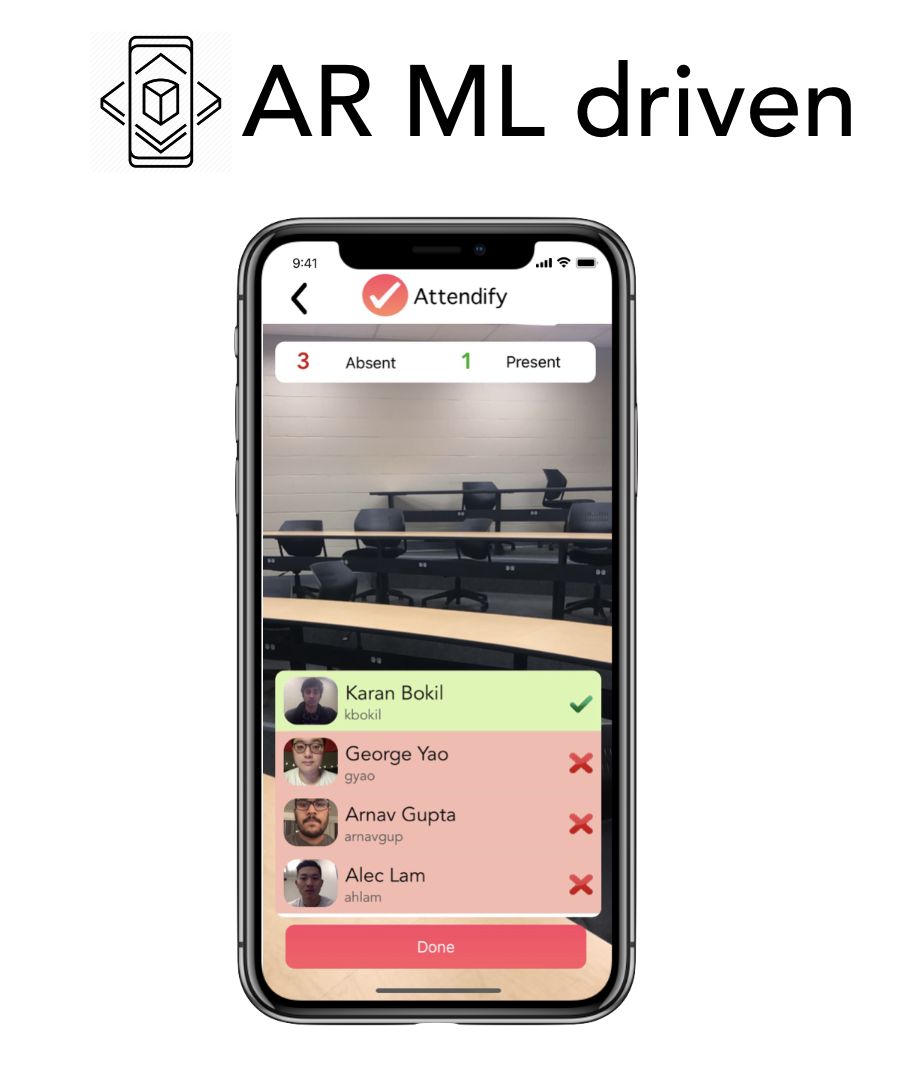 AR ML driven
9:41
Attendify
3 Absent 1 Present
Karan Bokil
kbokil
George Yao
gyao
Arnav Gupta
arnavgup
Alec Lam
ahlam
Done